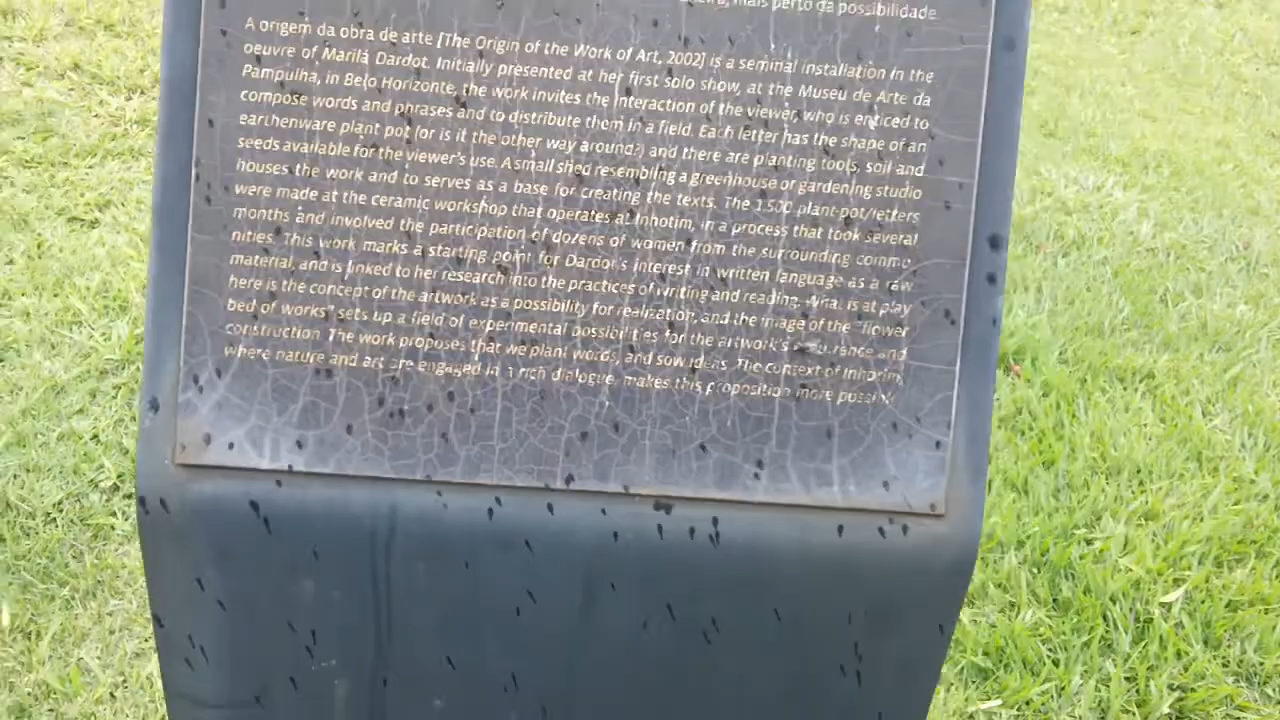 mais perto da possibilidade
A origem da obra de arte [The Origin of the Work of Art, 2002] is a seminal installation in the
oeuvre of Marilá Dardot. Initially presented at her first solo show, at the Museu de Arte da
Pampulha, in Belo Horizonte, the work invites the interaction of the viewer, who is enticed to
compose words and phrases and to distribute them in a field. Each letter has the shape of an
earthenware plant pot (or is it the other way around?) and there are planting tools, soil and
seeds available for the viewer's use. A small shed resembling a greenhouse or gardening studio
houses the work and to serves as a base for creating the texts. The 1.500 plant-pot/letters
were made at the ceramic workshop that operates at Inhotim, in a process that took several
months and involved the participation of dozens of women from the surrounding commu-
nities. This work marks a starting point for Dardot's interest in written language as a raw
material, and is linked to her research into the practices of writing and reading. What is at play
here is the concept of the artwork as a possibility for realization, and the image of the "flower
bed of works" sets up a field of experimental possibilities for the artwork's and
construction. The work proposes that we plant words, and sow ideas. The context of Inhotim,
where nature and art are engaged in a rich dialogue, makes this proposition more